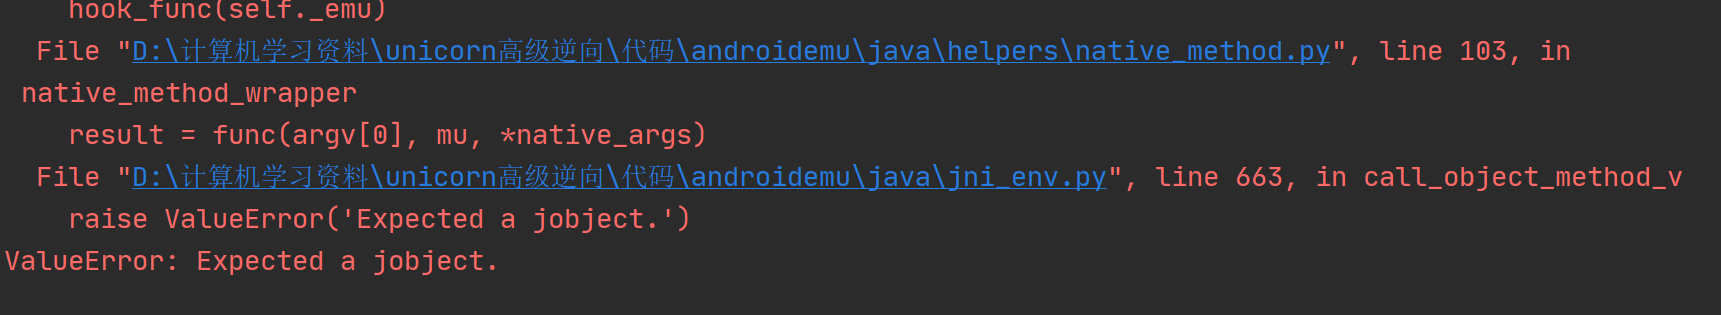 hook_func(self._emu)
File "D:\计算机学习资料\unicorn高级逆向\代码\androidemu\java\helpers\native_method.py", line 103, in
native_method_wrapper
result = func(argv[0], mu, *native_args)
File "D:\计算机学习资料\unicorn高级逆向\代码\androidemu\java\jni_env.py", line 663, in call_object_method_v
raise ValueError('Expected a jobject.')
ValueError: Expected a jobject.